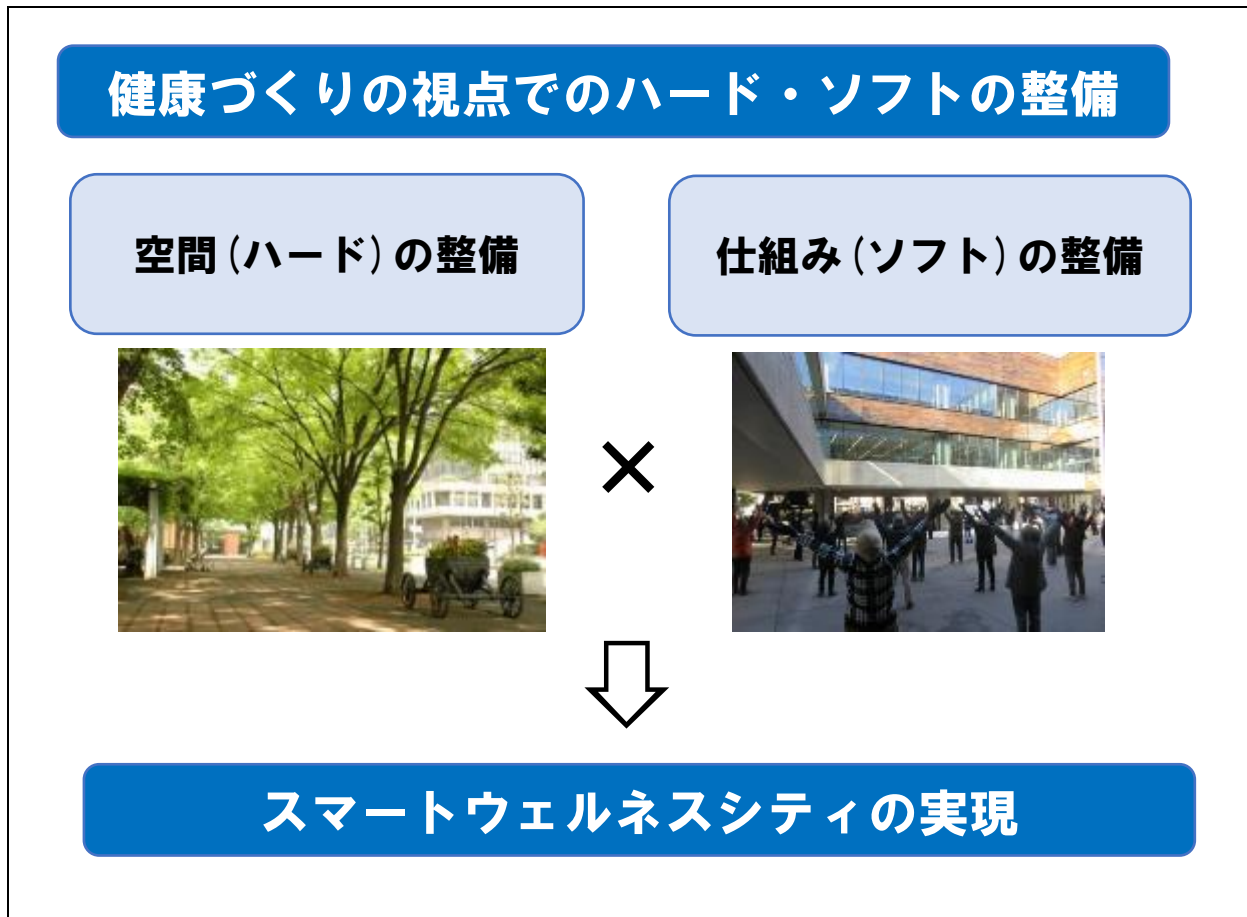 健康づくりの視点でのハード・ソフトの整備
空間(ハード)の整備
仕組み(ソフト)の整備
×
スマートウェルネスシティの実現